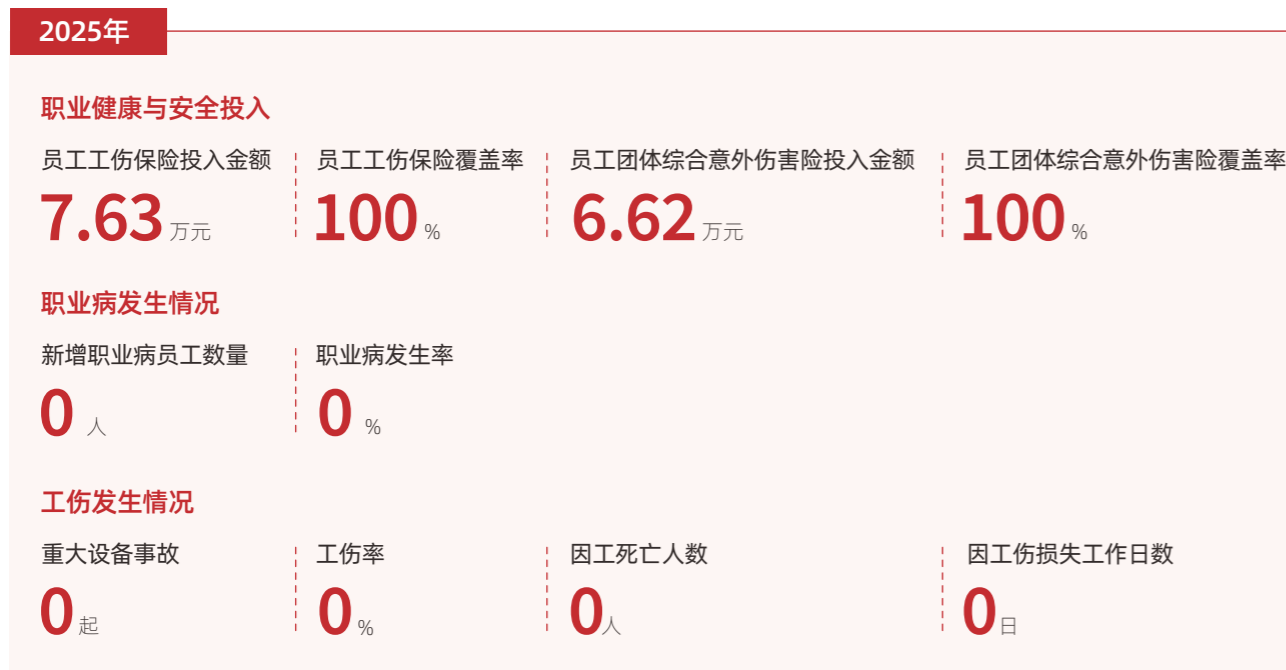 2025年
职业健康与安全投入
员工工伤保险投入金额 员工工伤保险覆盖率 员工团体综合意外伤害险投入金额 员工团体综合意外伤害险覆盖率
7.63 万元 100 % 6.62 万元 100 %
职业病发生情况
新增职业病员工数量 职业病发生率
0 人 0 %
工伤发生情况
重大设备事故 工伤率 因工死亡人数 因工伤损失工作日数
0 起 0 % 0 人 0 日